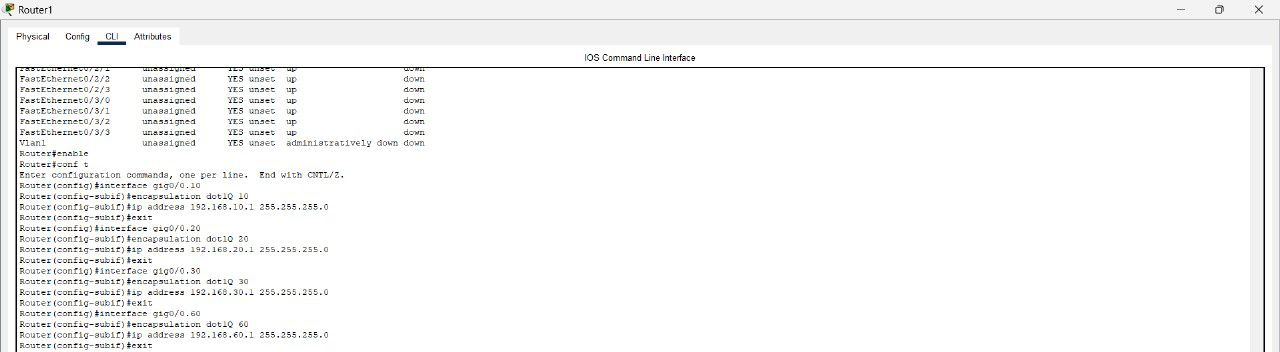 Router1
Physical Config CLI Attributes
IOS Command Line Interface
FastEthernet0/2/1 unassigned YES unset up down
FastEthernet0/2/2 unassigned YES unset up down
FastEthernet0/2/3 unassigned YES unset up down
FastEthernet0/3/0 unassigned YES unset up down
FastEthernet0/3/1 unassigned YES unset up down
FastEthernet0/3/2 unassigned YES unset up down
FastEthernet0/3/3 unassigned YES unset up down
Vlan1 unassigned YES unset administratively down down
Router#enable
Router#conf t
Enter configuration commands, one per line. End with CNTL/Z.
Router(config)#interface gig0/0.10
Router(config-subif)#encapsulation dot1Q 10
Router(config-subif)#ip address 192.168.10.1 255.255.255.0
Router(config-subif)#exit
Router(config)#interface gig0/0.20
Router(config-subif)#encapsulation dot1Q 20
Router(config-subif)#ip address 192.168.20.1 255.255.255.0
Router(config-subif)#exit
Router(config)#interface gig0/0.30
Router(config-subif)#encapsulation dot1Q 30
Router(config-subif)#ip address 192.168.30.1 255.255.255.0
Router(config-subif)#exit
Router(config)#interface gig0/0.60
Router(config-subif)#encapsulation dot1Q 60
Router(config-subif)#ip address 192.168.60.1 255.255.255.0
Router(config-subif)#exit